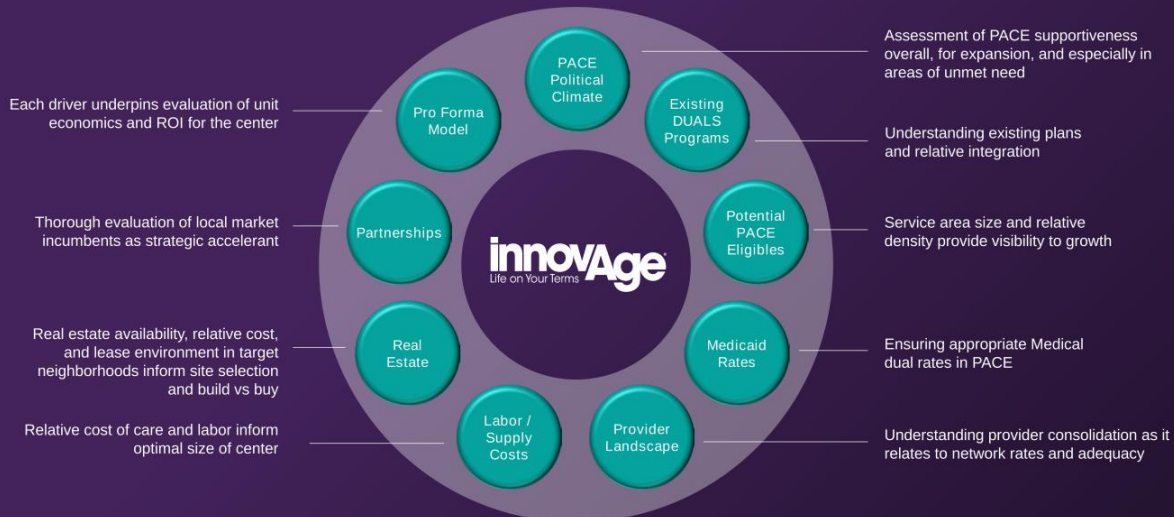 PACE
Political
Climate
Assessment of PACE supportiveness
overall, for expansion, and especially in
areas of unmet need
Existing
DUALS
Programs
Understanding existing plans
and relative integration
Potential
PACE
Eligibles
Service area size and relative
density provide visibility to growth
Medicaid
Rates
Ensuring appropriate Medical
dual rates in PACE
Provider
Landscape
Understanding provider consolidation as it
relates to network rates and adequacy
Labor /
Supply
Costs
Relative cost of care and labor inform
optimal size of center
Real
Estate
Real estate availability, relative cost,
and lease environment in target
neighborhoods inform site selection
and build vs buy
Partnerships
Thorough evaluation of local market
incumbents as strategic accelerant
Pro Forma
Model
Each driver underpins evaluation of unit
economics and ROI for the center
innovAge
Life on Your Terms